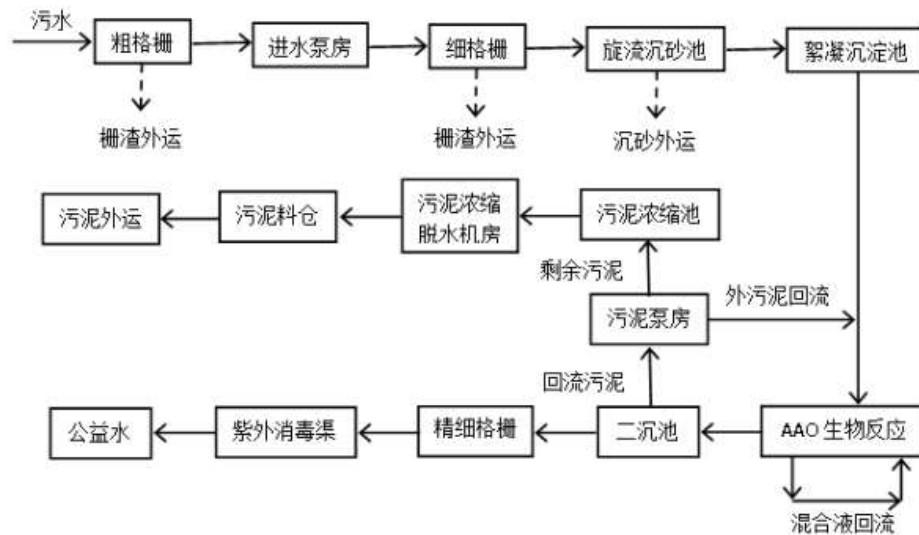 污水
粗格栅
进水泵房
细格栅
旋流沉砂池
絮凝沉淀池
栅渣外运
栅渣外运
沉砂外运
污泥外运
污泥料仓
污泥浓缩
脱水机房
污泥浓缩池
剩余污泥
外污泥回流
污泥泵房
回流污泥
公益水
紫外消毒渠
精细格栅
二沉池
AAO 生物反应
混合液回流